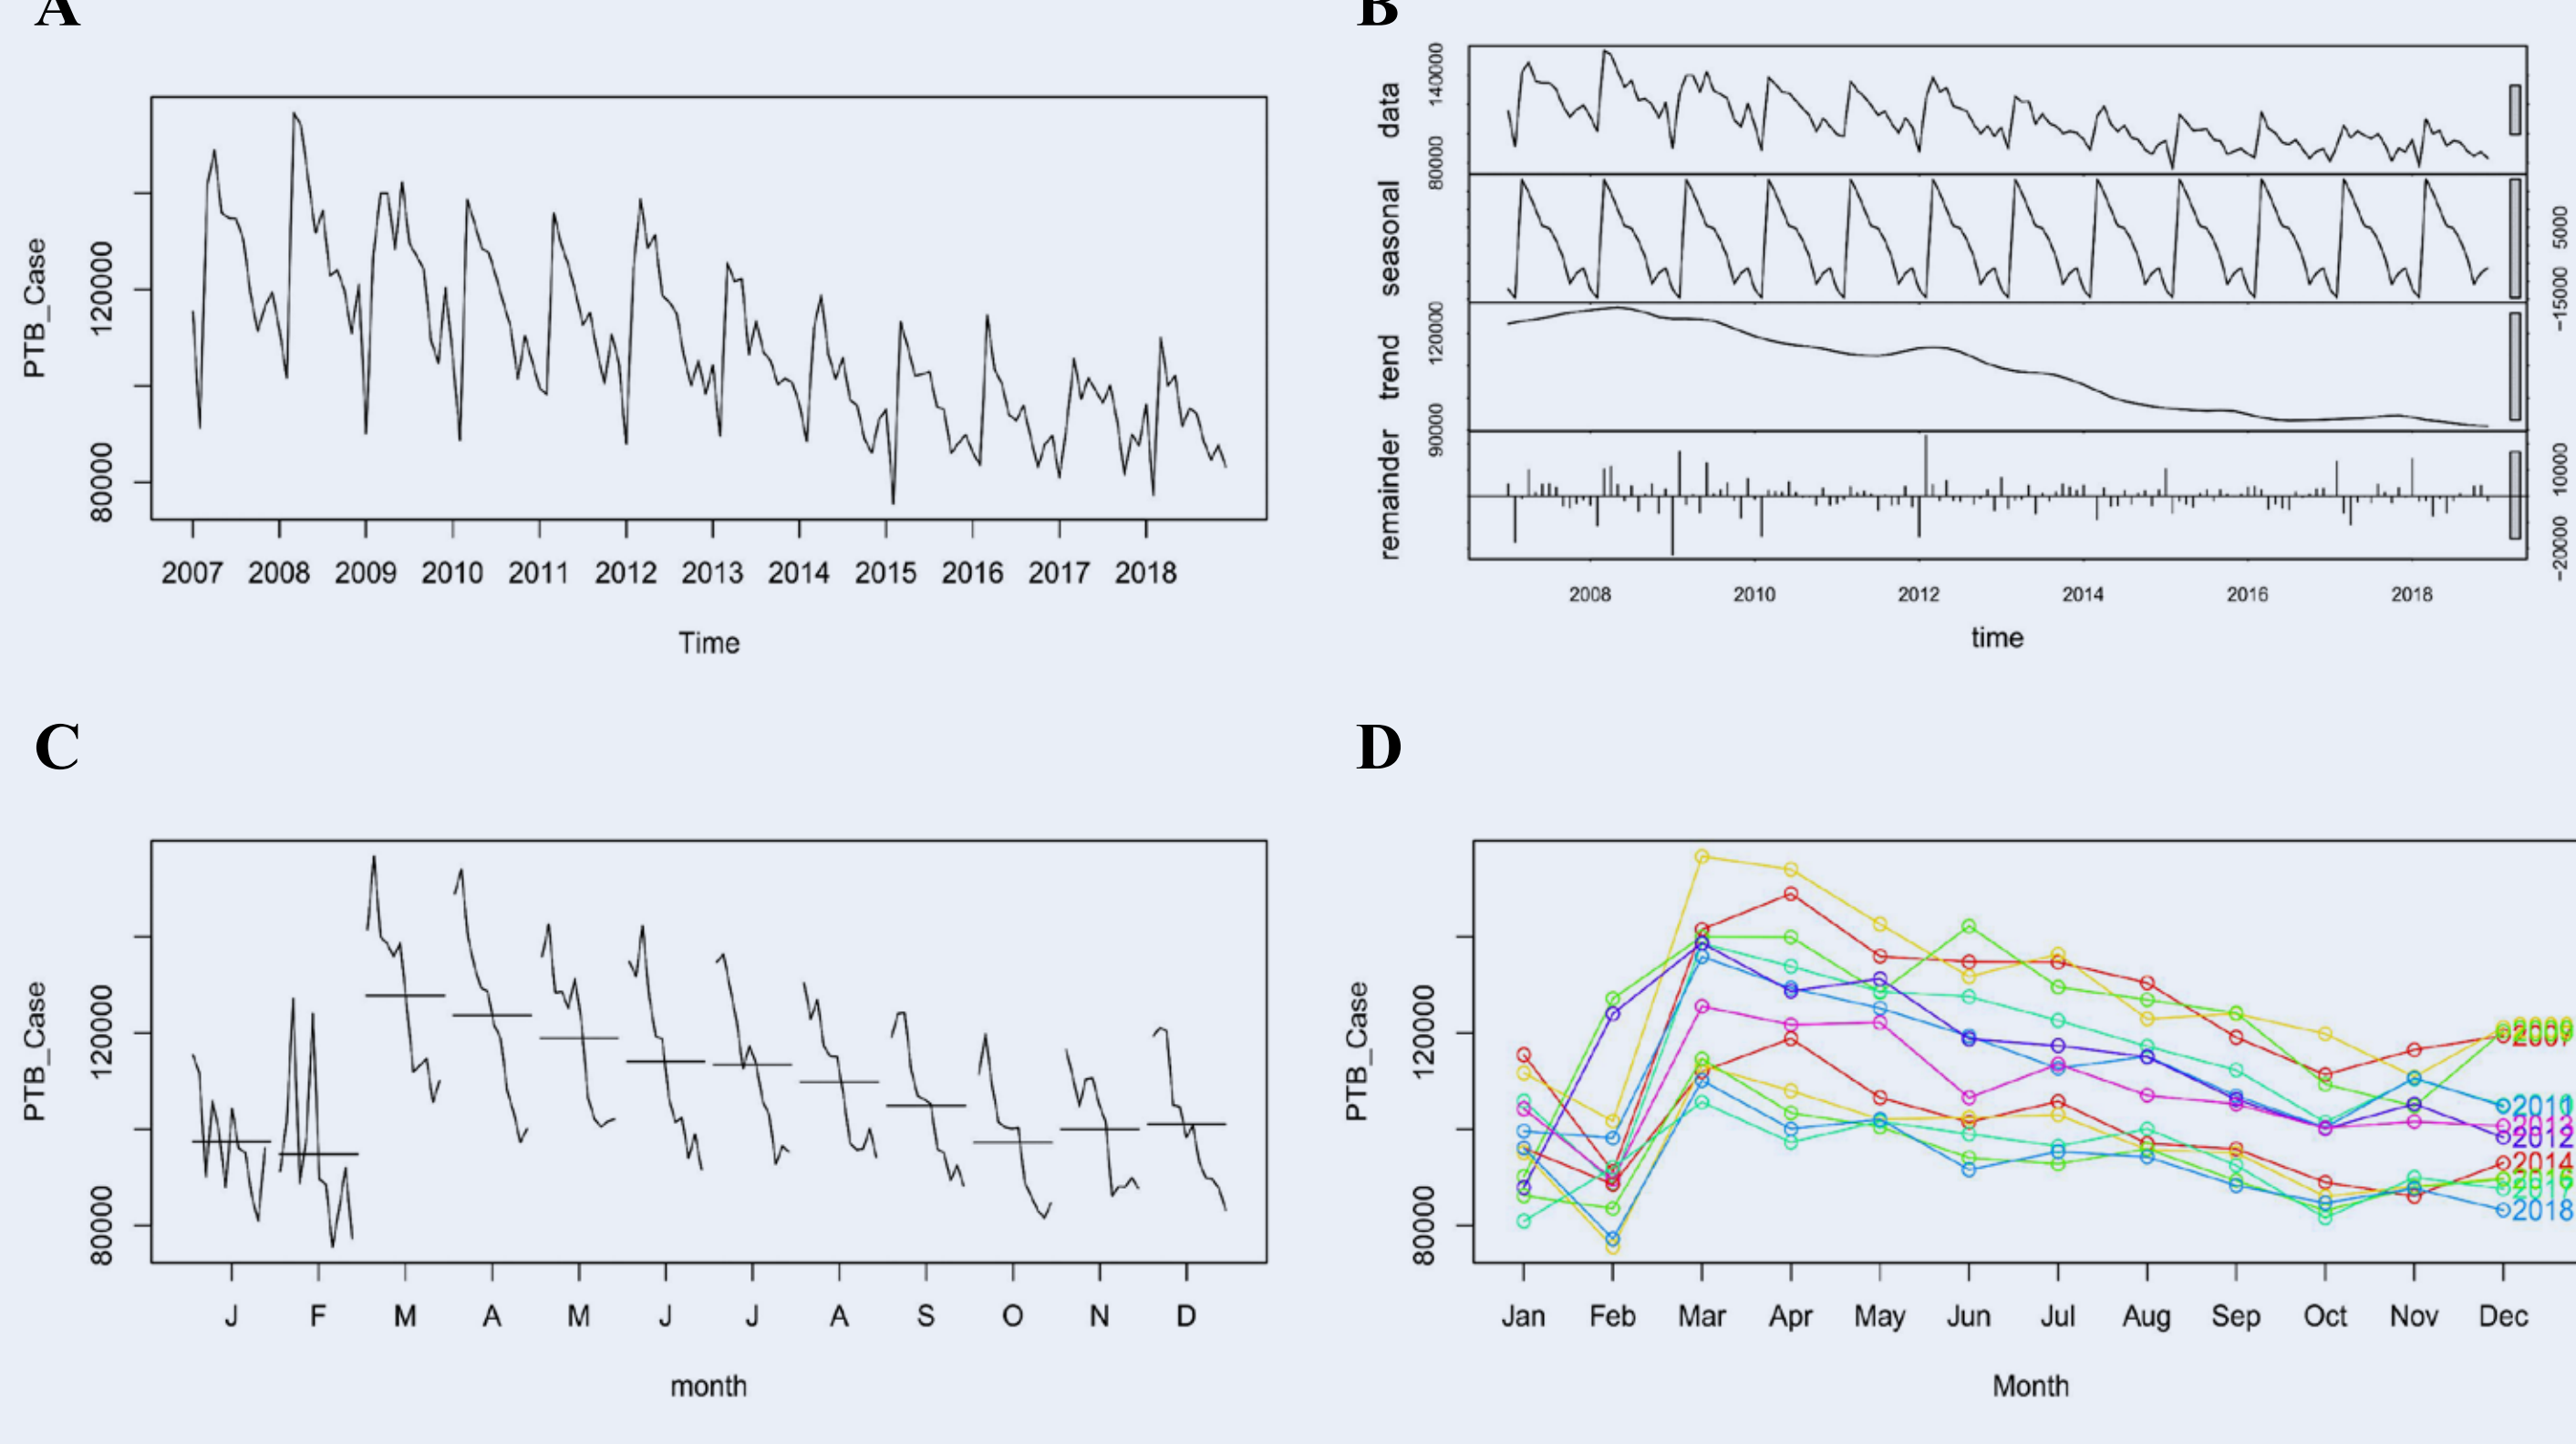 A
PTB_Case
120000
80000
2007 2008 2009 2010 2011 2012 2013 2014 2015 2016 2017 2018
Time
B
data
140000
80000
seasonal
5000
-15000
trend
120000
90000
remainder
10000
-20000
2008 2010 2012 2014 2016 2018
time
C
PTB_Case
120000
80000
J F M A M J J A S O N D
month
D
PTB_Case
120000
80000
2007
2010
2013
2012
2014
2017
2018
Jan Feb Mar Apr May Jun Jul Aug Sep Oct Nov Dec
Month